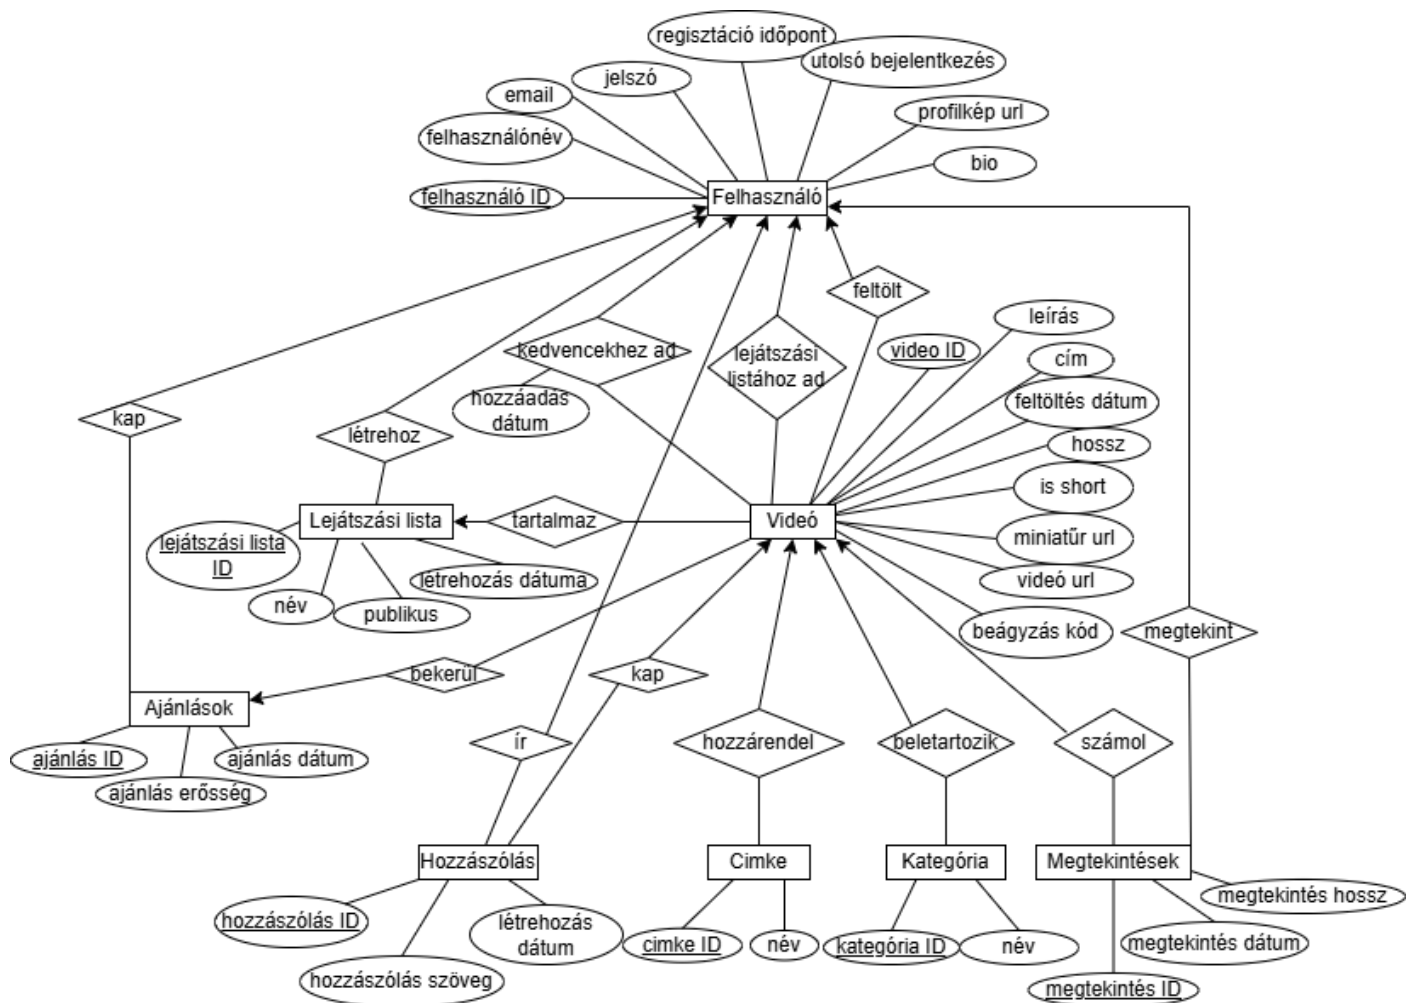 regisztáció időpont
utolsó bejelentkezés
jelszó
email
profilkép url
felhasználónév
bio
felhasználó ID
Felhasználó
feltölt
leírás
kedvencekhez ad
lejátszási
listához ad
video ID
cím
hozzáadás
dátum
feltöltés dátum
kap
létrehoz
hossz
is short
Lejátszási lista
tartalmaz
Videó
miniatűr url
lejátszási lista
ID
létrehozás dátuma
videó url
név
publikus
beágyzás kód
megtekint
bekerül
kap
Ajánlások
ír
hozzárendel
beletartozik
számol
ajánlás ID
ajánlás dátum
ajánlás erősség
Hozzászólás
Cimke
Kategória
Megtekintések
megtekintés hossz
hozzászólás ID
létrehozás
dátum
cimke ID
név
kategória ID
név
megtekintés dátum
hozzászólás szöveg
megtekintés ID